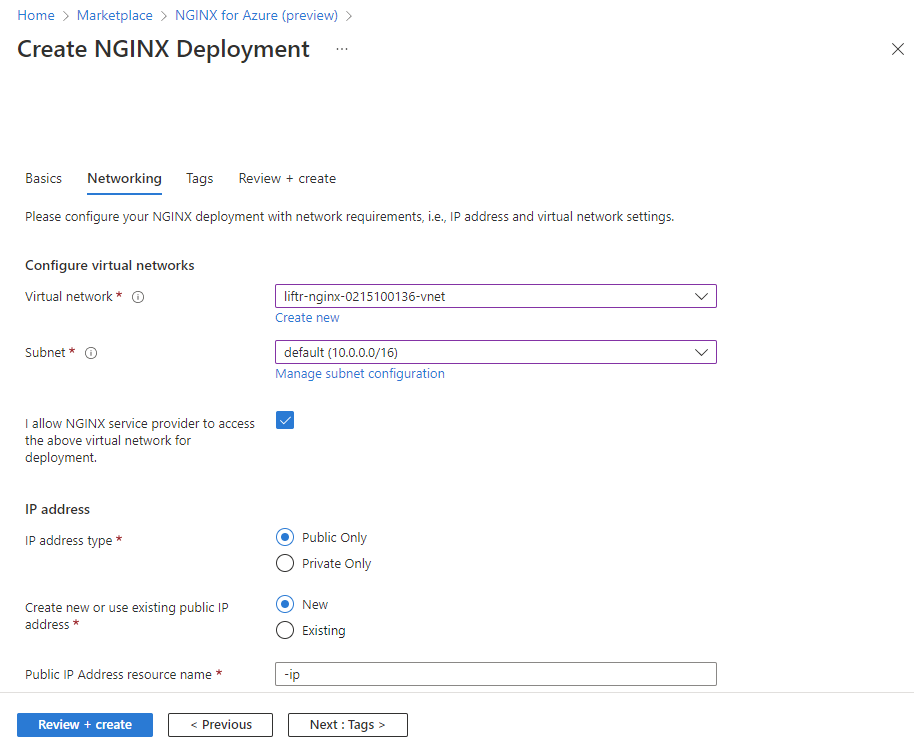 Home > Marketplace > NGINX for Azure (preview) >
Create NGINX Deployment ...
Basics Networking Tags Review + create
Please configure your NGINX deployment with network requirements, i.e., IP address and virtual network settings.
Configure virtual networks
Virtual network * liftr-nginx-0215100136-vnet
Create new
Subnet * default (10.0.0.0/16)
Manage subnet configuration
I allow NGINX service provider to access
the above virtual network for
deployment.
IP address
IP address type * Public Only
Private Only
Create new or use existing public IP
address *
New
Existing
Public IP Address resource name * -ip
Review + create < Previous Next : Tags >